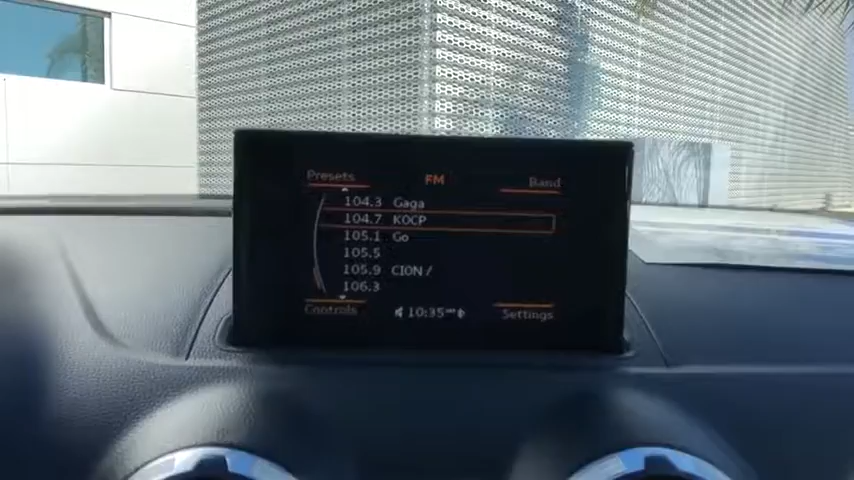 Presets FM Band
104.3 Gaga
104.7 KOCP
105.1 Go
105.5
105.9 CION /
106.3
Controls 10:35 Settings